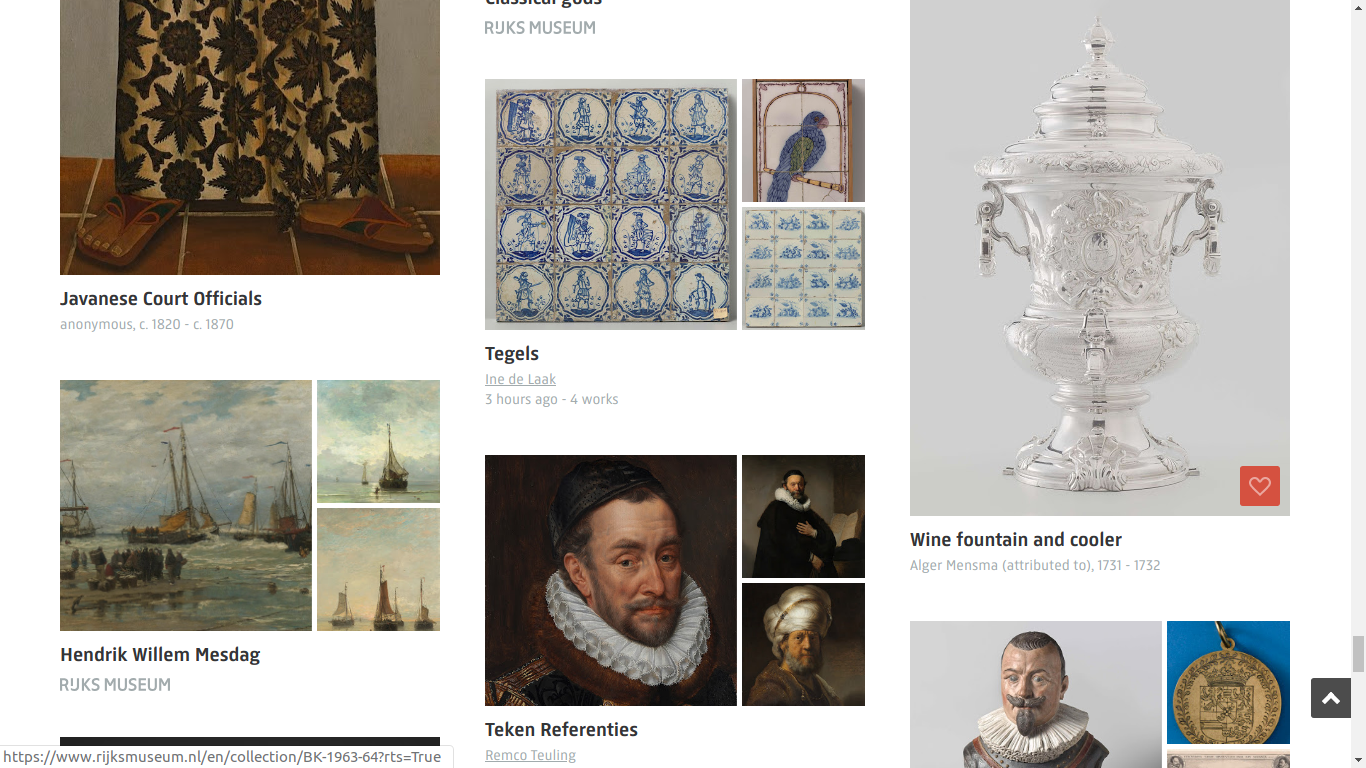 Classical gods
RIJKS MUSEUM
Javanese Court Officials
anonymous, c. 1820 - c. 1870
Tegels
Ine de Laak
3 hours ago - 4 works
Wine fountain and cooler
Alger Mensma (attributed to), 1731 - 1732
Hendrik Willem Mesdag
RIJKS MUSEUM
Teken Referenties
Remco Teuling
https://www.rijksmuseum.nl/en/collection/BK-1963-64?rts=True